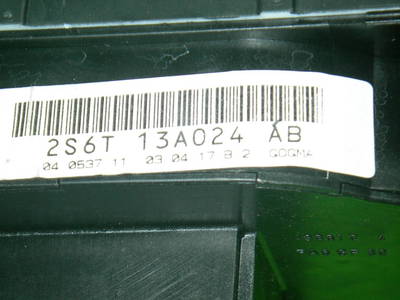 2S6T 13A024 AB
04 0537 11 03 04 17 B 2 GOGMA